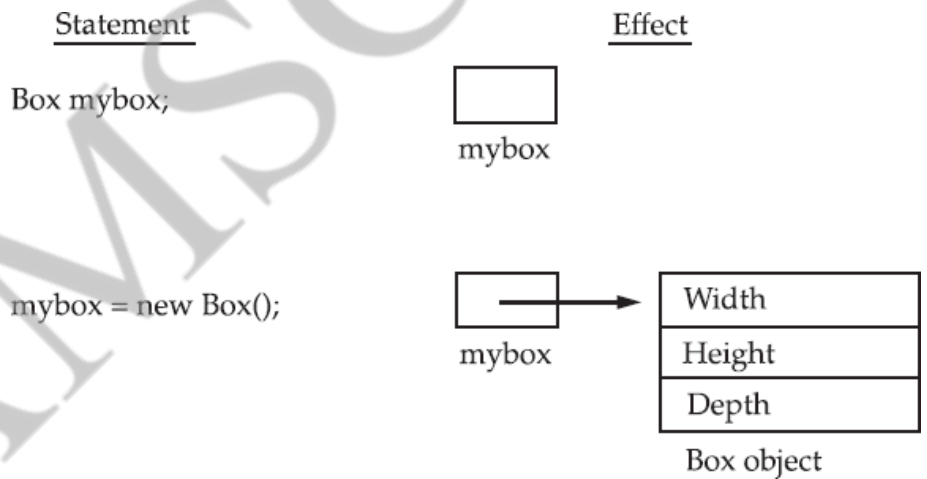 Statement
Effect
Box mybox;
mybox
mybox = new Box();
mybox
Width
Height
Depth
Box object